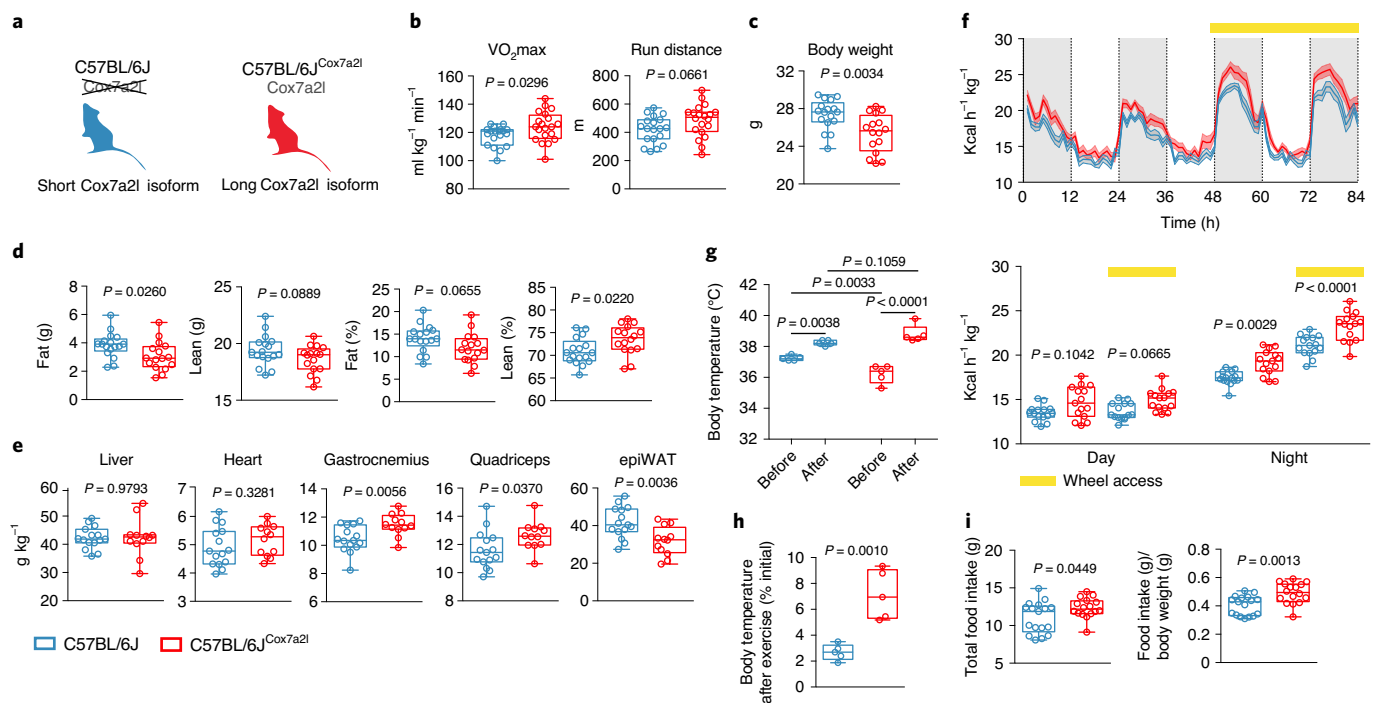 a
C57BL/6J
Cox7a2l
Short Cox7a2l isoform
C57BL/6J^Cox7a2l
Cox7a2l
Long Cox7a2l isoform
b
VO₂max
P = 0.0296
ml kg⁻¹ min⁻¹
160
140
120
100
80
60
Run distance
P = 0.0661
m
800
600
400
200
0
c
Body weight
P = 0.0034
g
32
28
24
20
d
P = 0.0260
Fat (g)
8
6
4
2
0
P = 0.0889
Lean (g)
25
20
15
P = 0.0655
Fat (%)
25
20
15
10
5
0
P = 0.0220
Lean (%)
85
80
75
70
65
60
e
g kg⁻¹
Liver
P = 0.9793
60
50
40
30
20
Heart
P = 0.3281
7
6
5
4
3
Gastrocnemius
P = 0.0056
14
12
10
8
6
Quadriceps
P = 0.0370
16
14
12
10
8
epiWAT
P = 0.0036
60
40
20
0
C57BL/6J
C57BL/6J^Cox7a2l
f
Kcal h⁻¹ kg⁻¹
30
25
20
15
10
0 12 24 36 48 60 72 84
Time (h)
Kcal h⁻¹ kg⁻¹
30
25
20
15
10
P = 0.1042
P = 0.0665
P = 0.0029
P < 0.0001
Day
Night
Wheel access
g
Body temperature (°C)
42
40
38
36
34
32
P = 0.1059
P = 0.0033
P = 0.0038
P < 0.0001
Before
After
Before
After
h
Body temperature
after exercise (% initial)
P = 0.0010
10
8
6
4
2
0
i
Total food intake (g)
P = 0.0449
20
15
10
5
Food intake (g)/
body weight (g)
P = 0.0013
0.8
0.6
0.4
0.2
0